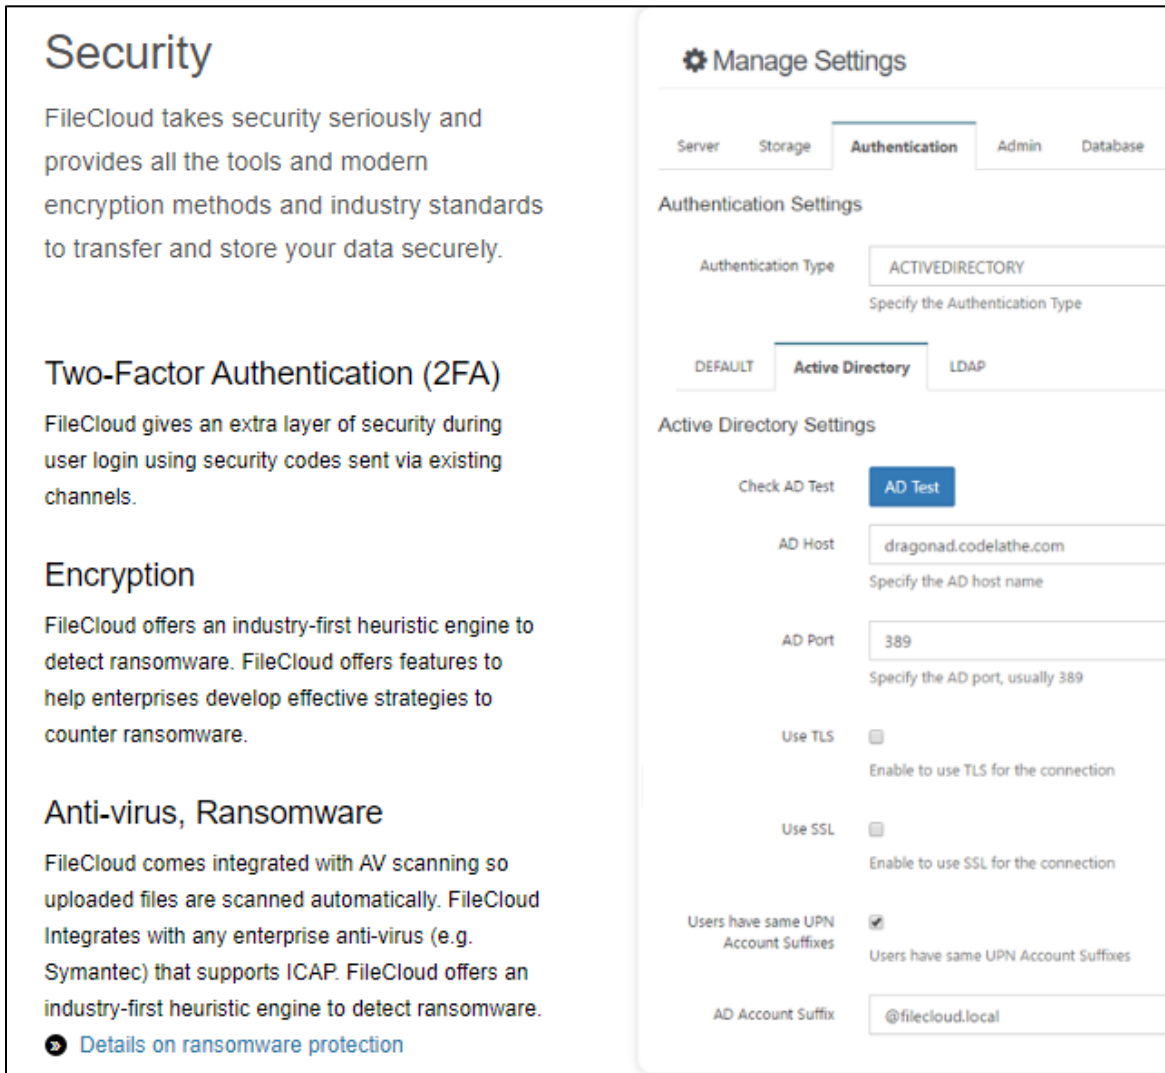 Security
FileCloud takes security seriously and
provides all the tools and modern
encryption methods and industry standards
to transfer and store your data securely.
Two-Factor Authentication (2FA)
FileCloud gives an extra layer of security during
user login using security codes sent via existing
channels.
Encryption
FileCloud offers an industry-first heuristic engine to
detect ransomware. FileCloud offers features to
help enterprises develop effective strategies to
counter ransomware.
Anti-virus, Ransomware
FileCloud comes integrated with AV scanning so
uploaded files are scanned automatically. FileCloud
Integrates with any enterprise anti-virus (e.g.
Symantec) that supports ICAP. FileCloud offers an
industry-first heuristic engine to detect ransomware.
Details on ransomware protection
Manage Settings
Server Storage Authentication Admin Database
Authentication Settings
Authentication Type ACTIVEDIRECTORY
Specify the Authentication Type
DEFAULT Active Directory LDAP
Active Directory Settings
Check AD Test AD Test
AD Host dragonad.codelathe.com
Specify the AD host name
AD Port 389
Specify the AD port, usually 389
Use TLS
Enable to use TLS for the connection
Use SSL
Enable to use SSL for the connection
Users have same UPN
Account Suffixes
Users have same UPN Account Suffixes
AD Account Suffix @filecloud.local